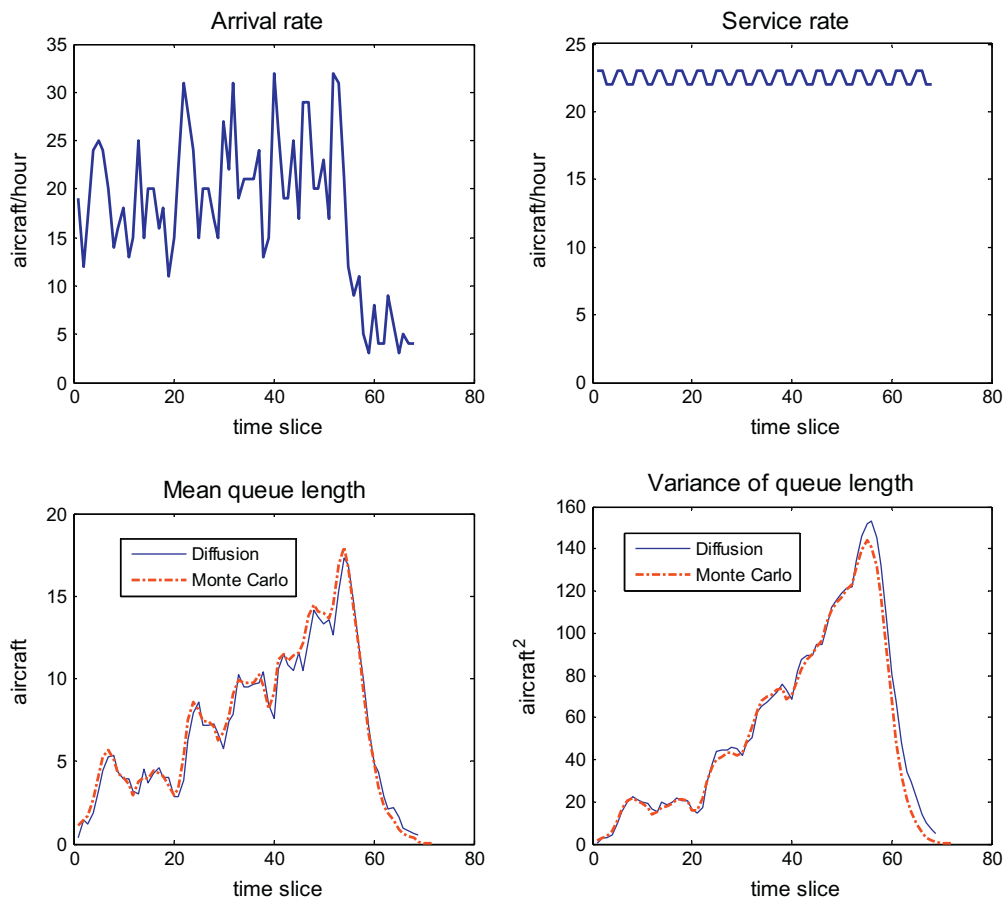 Arrival rate
35
30
25
20
15
10
5
0
aircraft/hour
0 20 40 60 80
time slice
Service rate
25
20
15
10
5
0
aircraft/hour
0 20 40 60 80
time slice
Mean queue length
20
15
10
5
0
aircraft
Diffusion
Monte Carlo
0 20 40 60 80
time slice
Variance of queue length
160
140
120
100
80
60
40
20
0
aircraft²
Diffusion
Monte Carlo
0 20 40 60 80
time slice